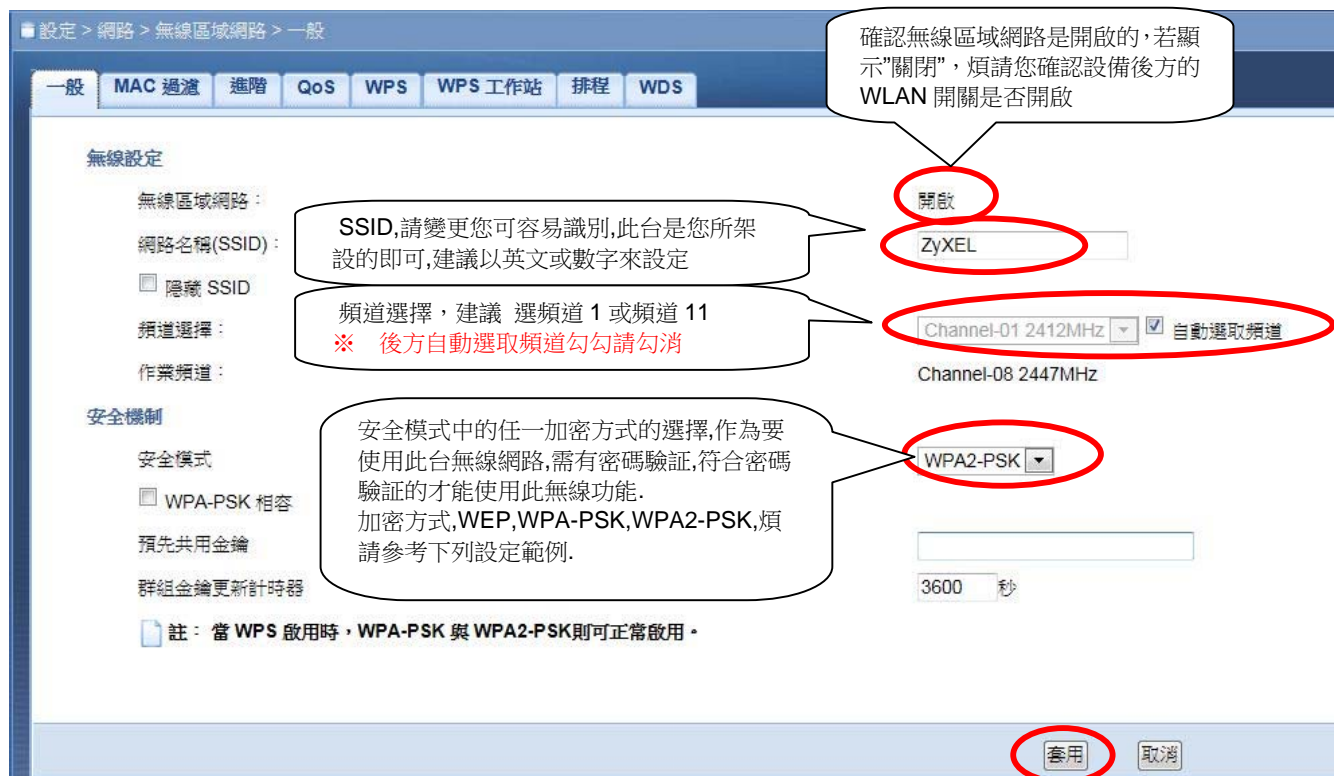 設定 > 網路 > 無線區域網路 > 一般
確認無線區域網路是開啟的，若顯
示"關閉"，煩請您確認設備後方的
WLAN 開關是否開啟
一般 MAC 過濾 進階 QoS WPS WPS 工作站 排程 WDS
無線設定
無線區域網路： 開啟
SSID,請變更您可容易識別,此台是您所架
設的即可,建議以英文或數字來設定
網路名稱(SSID)： ZyXEL
隱藏 SSID
頻道選擇，建議 選頻道 1 或頻道 11
※ 後方自動選取頻道勾勾請勾消
頻道選擇： Channel-01 2412MHz 自動選取頻道
作業頻道： Channel-08 2447MHz
安全機制
安全模式中的任一加密方式的選擇,作為要
使用此台無線網路,需有密碼驗証,符合密碼
驗証的才能使用此無線功能.
加密方式,WEP,WPA-PSK,WPA2-PSK,煩
請參考下列設定範例.
安全模式 WPA2-PSK
WPA-PSK 相容
預先共用金鑰
群組金鑰更新計時器 3600 秒
註： 當 WPS 啟用時，WPA-PSK 與 WPA2-PSK則可正常啟用。
套用 取消